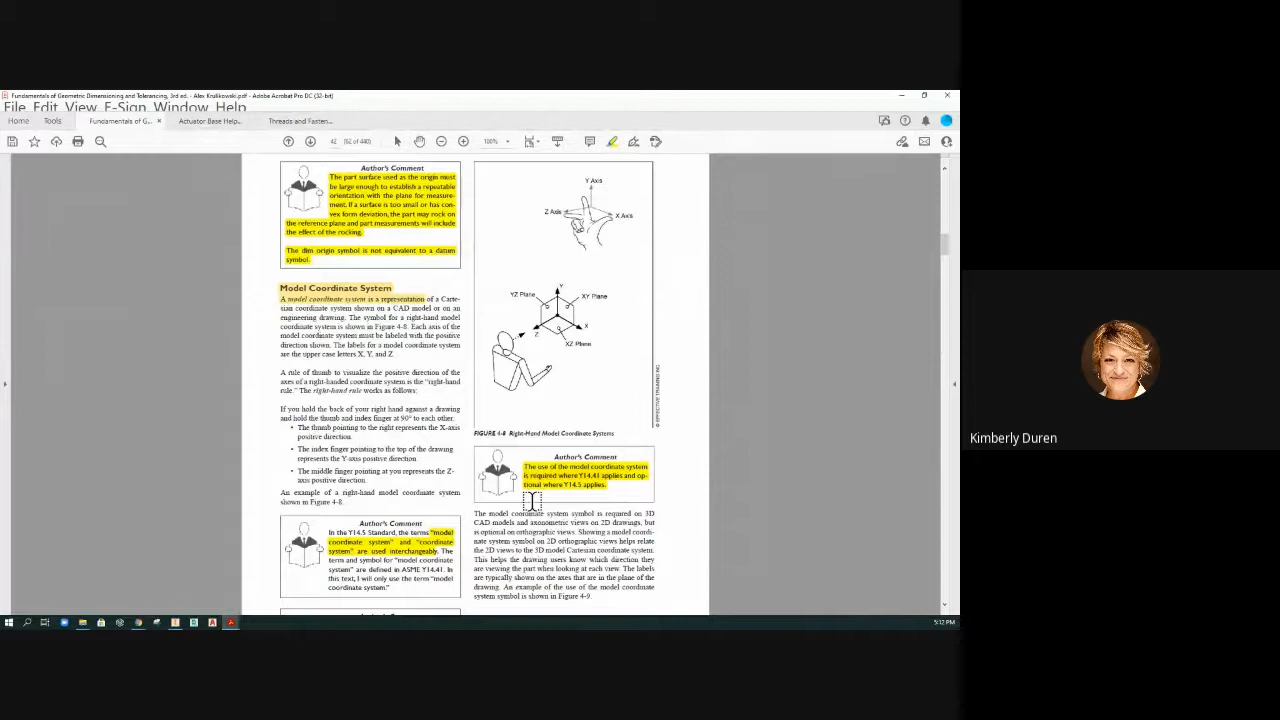 Fundamentals of Geometric Dimensioning and Tolerancing, 3rd ed. - Alex Krulikowski.pdf - Adobe Acrobat Pro DC (32-bit)
File Edit View E-Sign Window Help
Home Tools Fundamentals of G... × Actuator Base Help... Threads and Fasten...
42 (62 of 440) 100%
Author's Comment
The part surface used as the origin must
be large enough to establish a repeatable
orientation with the plane for measure-
ment. If a surface is too small or has con-
vex form deviation, the part may rock on
the reference plane and part measurements will include
the effect of the rocking.
The dim origin symbol is not equivalent to a datum
symbol.
Model Coordinate System
A model coordinate system is a representation of a Carte-
sian coordinate system shown on a CAD model or on an
engineering drawing. The symbol for a right-hand model
coordinate system is shown in Figure 4-8. Each axis of the
model coordinate system must be labeled with the positive
direction shown. The labels for a model coordinate system
are the upper case letters X, Y, and Z.
A rule of thumb to visualize the positive direction of the
axes of a right-handed coordinate system is the "right-hand
rule." The right-hand rule works as follows:
If you hold the back of your right hand against a drawing
and hold the thumb and index finger at 90° to each other:
• The thumb pointing to the right represents the X-axis
positive direction.
• The index finger pointing to the top of the drawing
represents the Y-axis positive direction.
• The middle finger pointing at you represents the Z-
axis positive direction.
An example of a right-hand model coordinate system
shown in Figure 4-8.
Author's Comment
In the Y14.5 Standard, the terms "model
coordinate system" and "coordinate
system" are used interchangeably. The
term and symbol for "model coordinate
system" are defined in ASME Y14.41. In
this text, I will only use the term "model
coordinate system."
Y Axis
Z Axis
X Axis
Y
YZ Plane
XY Plane
Z
X
XZ Plane
© EFFECTIVE TRAINING INC.
FIGURE 4-8 Right-Hand Model Coordinate Systems
Author's Comment
The use of the model coordinate system
is required where Y14.41 applies and op-
tional where Y14.5 applies.
The model coordinate system symbol is required on 3D
CAD models and axonometric views on 2D drawings, but
is optional on orthographic views. Showing a model coordi-
nate system symbol on 2D orthographic views helps relate
the 2D views to the 3D model Cartesian coordinate system.
This helps the drawing users know which direction they
are viewing the part when looking at each view. The labels
are typically shown on the axes that are in the plane of the
drawing. An example of the use of the model coordinate
system symbol is shown in Figure 4-9.
5:12 PM
Kimberly Duren